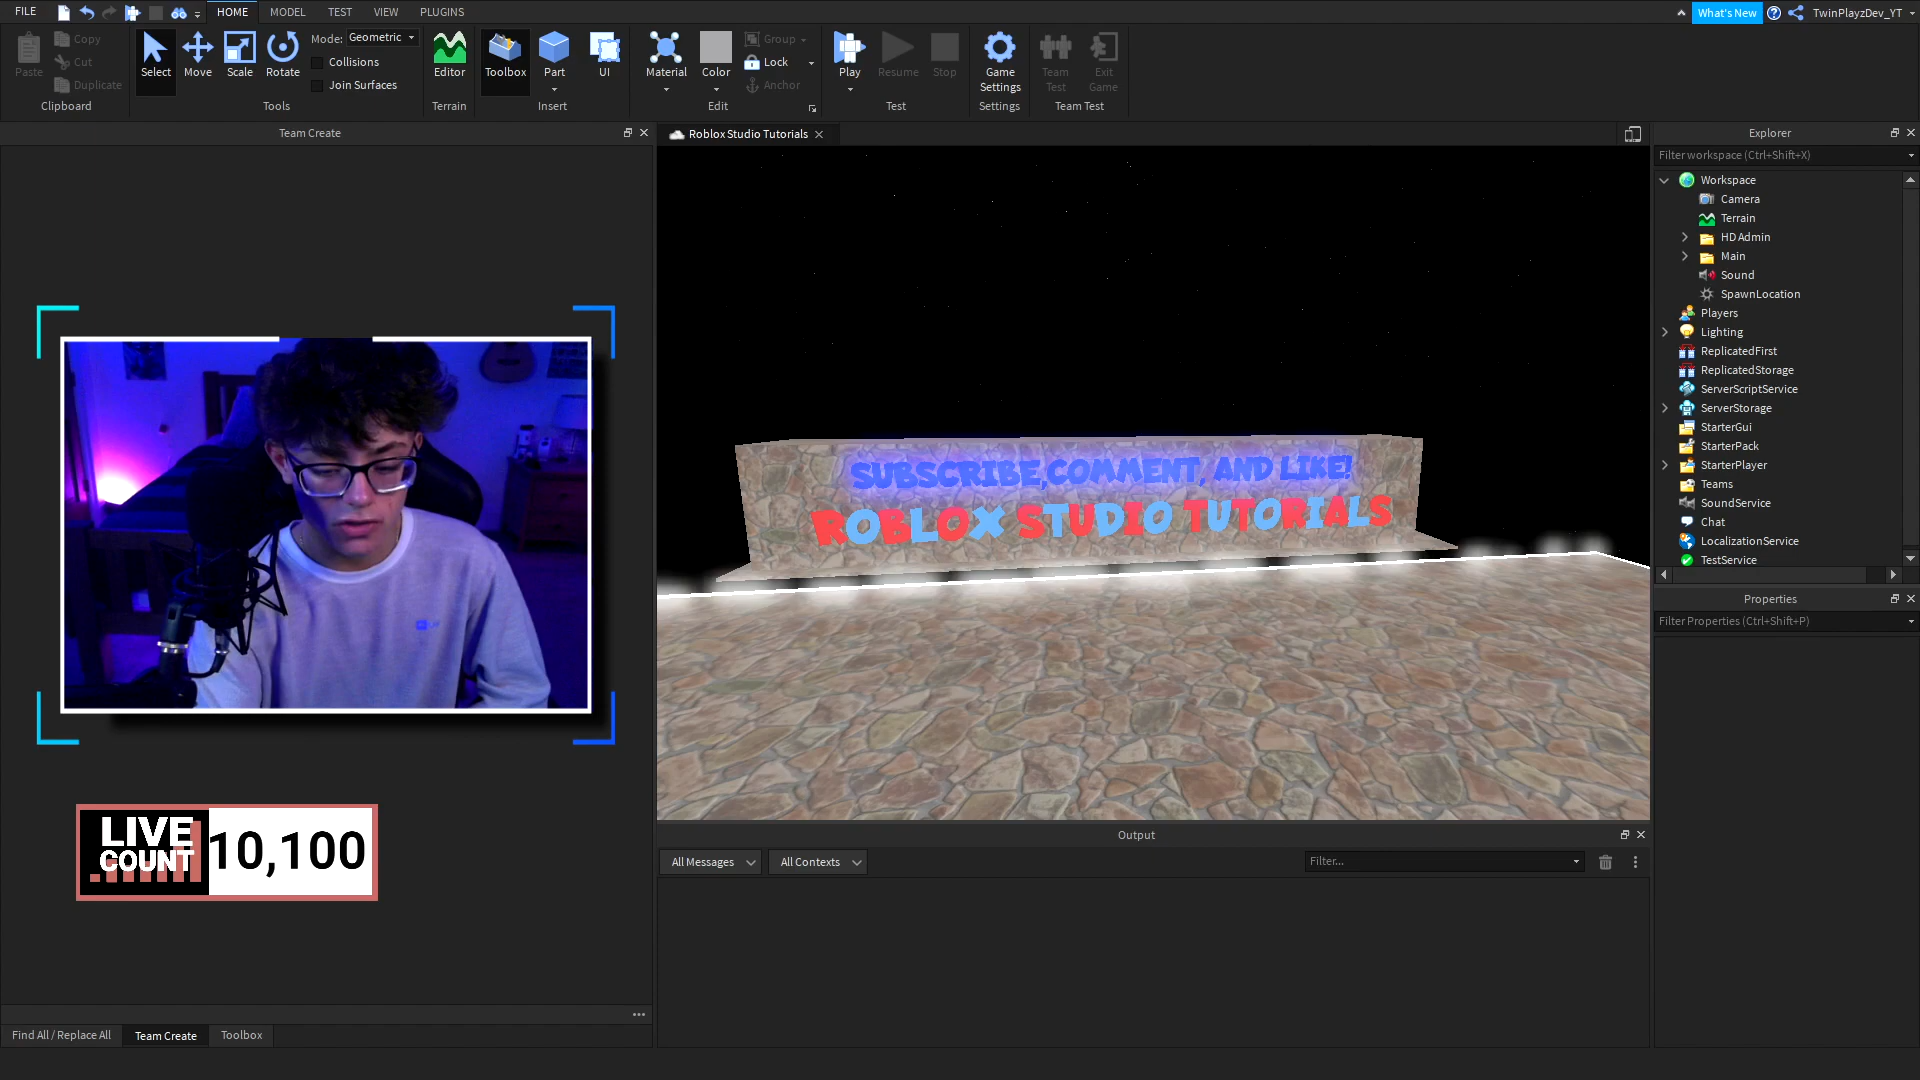 FILE
HOME
MODEL
TEST
VIEW
PLUGINS
What's New
TwinPlayzDev_YT
Paste
Copy
Cut
Duplicate
Clipboard
Select
Move
Scale
Rotate
Mode: Geometric
Collisions
Join Surfaces
Tools
Editor
Terrain
Toolbox
Part
UI
Insert
Material
Color
Group
Lock
Anchor
Edit
Play
Resume
Stop
Test
Game
Settings
Settings
Team
Test
Exit
Game
Team Test
Team Create
Roblox Studio Tutorials
SUBSCRIBE,COMMENT, AND LIKE!
ROBLOX STUDIO TUTORIALS
LIVE
COUNT
10,100
Find All / Replace All
Team Create
Toolbox
Output
All Messages
All Contexts
Filter...
Explorer
Filter workspace (Ctrl+Shift+X)
Workspace
Camera
Terrain
HD Admin
Main
Sound
SpawnLocation
Players
Lighting
ReplicatedFirst
ReplicatedStorage
ServerScriptService
ServerStorage
StarterGui
StarterPack
StarterPlayer
Teams
SoundService
Chat
LocalizationService
TestService
Properties
Filter Properties (Ctrl+Shift+P)